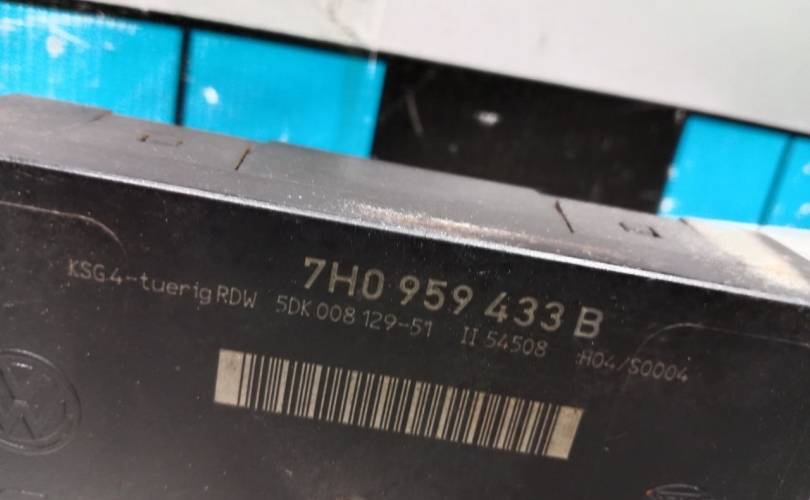 7H0 959 433 B
KSG 4-tuerig RDW 5DK 008 129-51 II 54508 H04/S0004